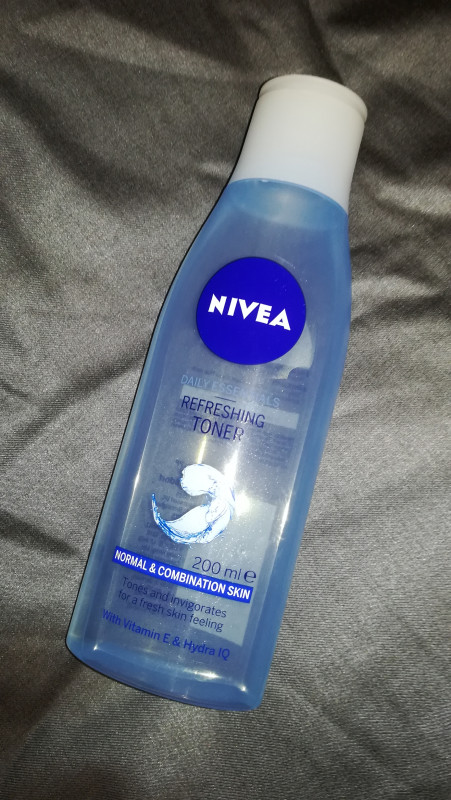 NIVEA
DAILY ESSENTIALS
REFRESHING
TONER
200 ml e
NORMAL & COMBINATION SKIN
Tones and invigorates
for a fresh skin feeling
With Vitamin E & Hydra IQ